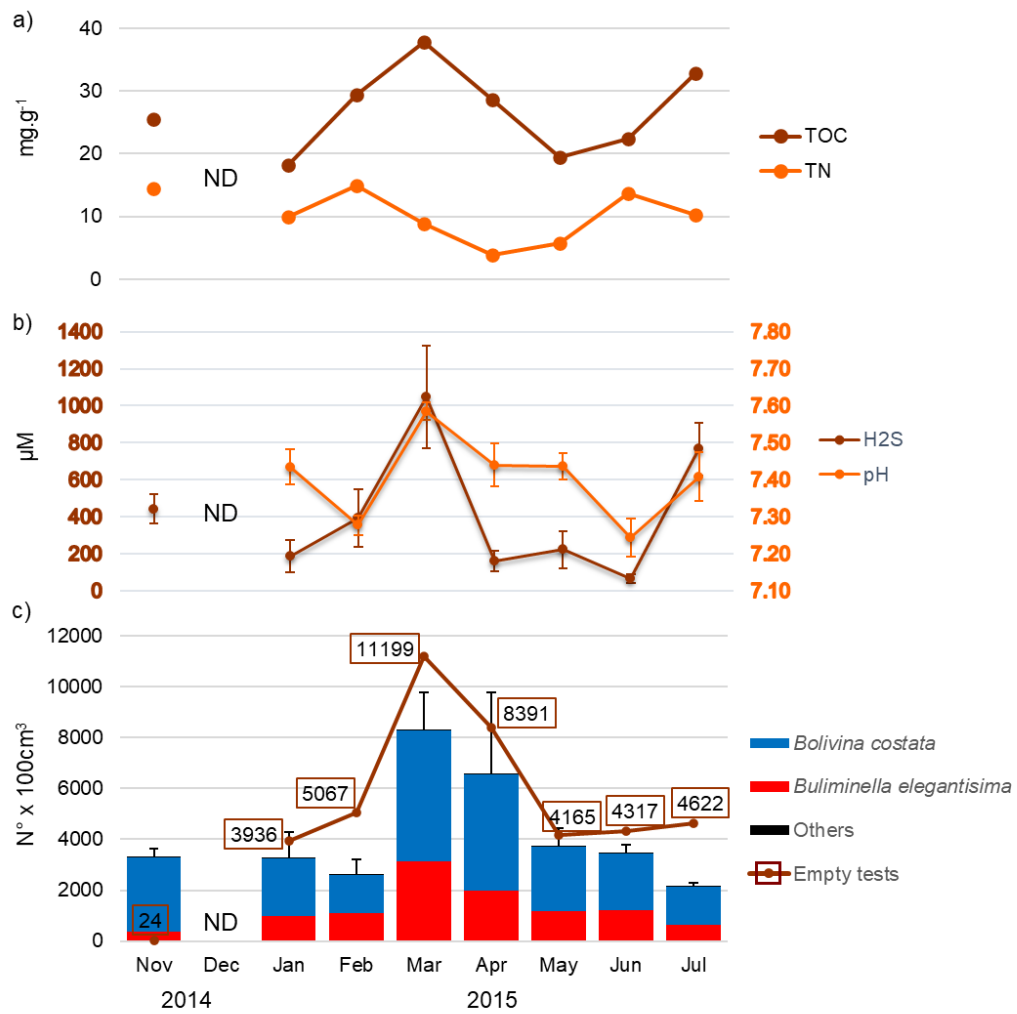 a)
40
30
20
10
0
mg.g⁻¹
ND
TOC
TN
b)
1400
1200
1000
800
600
400
200
0
µM
ND
7.80
7.70
7.60
7.50
7.40
7.30
7.20
7.10
H2S
pH
c)
12000
10000
8000
6000
4000
2000
0
N° x 100cm³
24
ND
3936
5067
11199
8391
4165
4317
4622
Bolivina costata
Buliminella elegantisima
Others
Empty tests
Nov Dec Jan Feb Mar Apr May Jun Jul
2014 2015